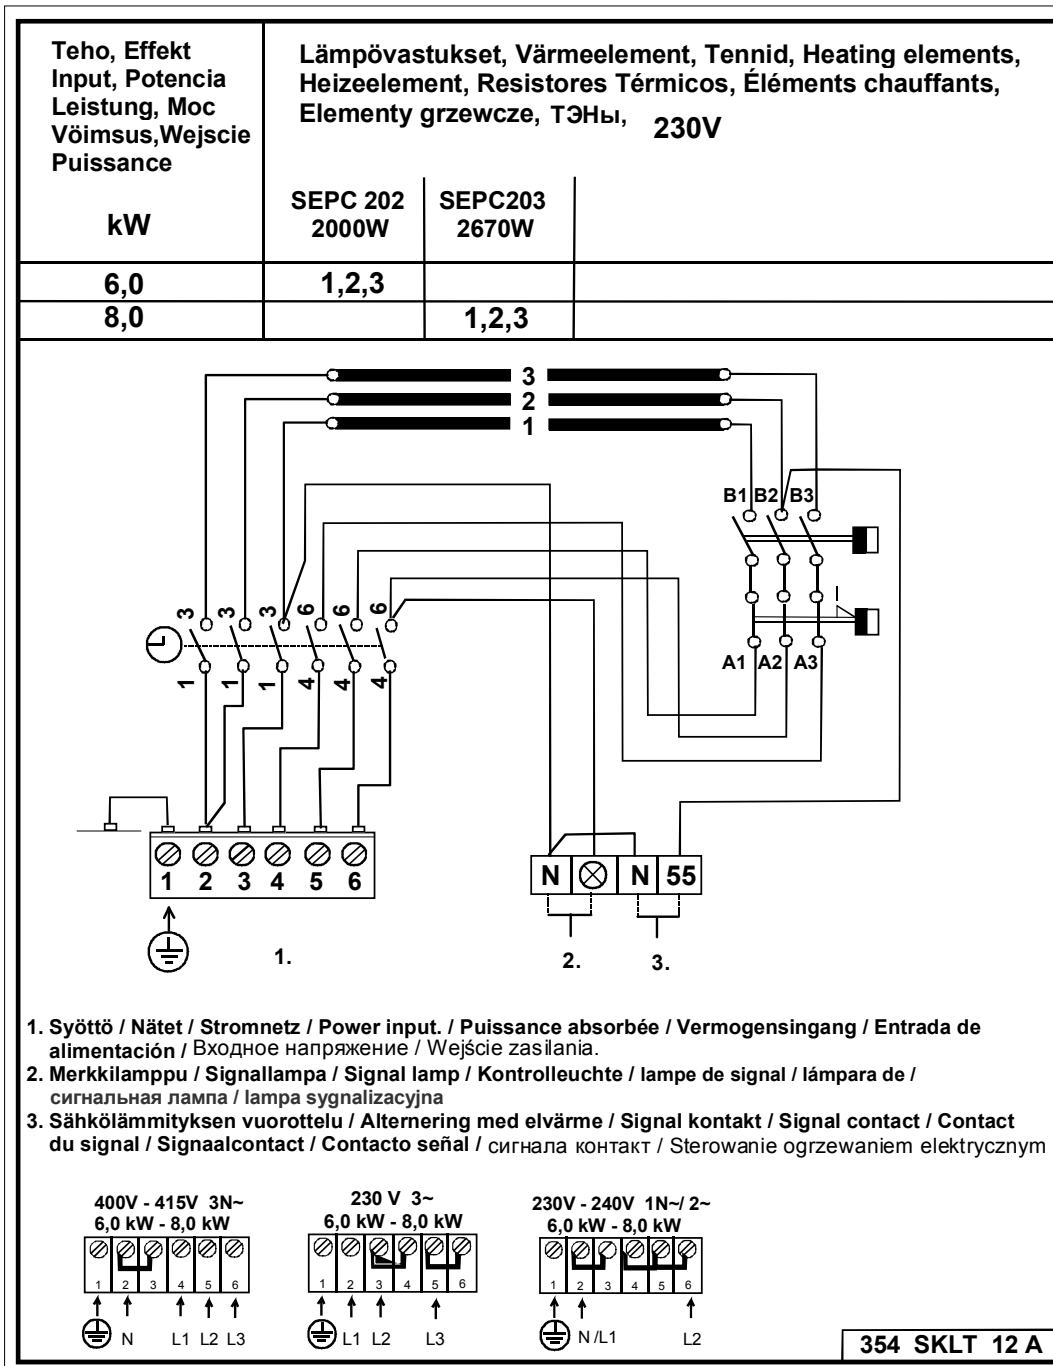 Teho, Effekt
Input, Potencia
Leistung, Moc
Vöimsus,Wejscie
Puissance
kW
Lämpövastukset, Värmeelement, Tennid, Heating elements,
Heizeelement, Resistores Térmicos, Éléments chauffants,
Elementy grzewcze, ТЭНы, 230V
SEPC 202
2000W
SEPC203
2670W
6,0 1,2,3
8,0 1,2,3
3
2
1
B1 B2 B3
3 3 3 6 6 6
1 1 1 4 4 4
A1 A2 A3
1 2 3 4 5 6
N N 55
1.
2.
3.
1. Syöttö / Nätet / Stromnetz / Power input. / Puissance absorbée / Vermogensingang / Entrada de
alimentación / Входное напряжение / Wejście zasilania.
2. Merkkilamppu / Signallampa / Signal lamp / Kontrolleuchte / lampe de signal / lámpara de /
сигнальная лампа / lampa sygnalizacyjna
3. Sähkölämmityksen vuorottelu / Alternering med elvärme / Signal kontakt / Signal contact / Contact
du signal / Signaalcontact / Contacto señal / сигнала контакт / Sterowanie ogrzewaniem elektrycznym
400V - 415V 3N~
6,0 kW - 8,0 kW
1 2 3 4 5 6
N L1 L2 L3
230 V 3~
6,0 kW - 8,0 kW
1 2 3 4 5 6
L1 L2 L3
230V - 240V 1N~/ 2~
6,0 kW - 8,0 kW
1 2 3 4 5 6
N /L1 L2
354 SKLT 12 A